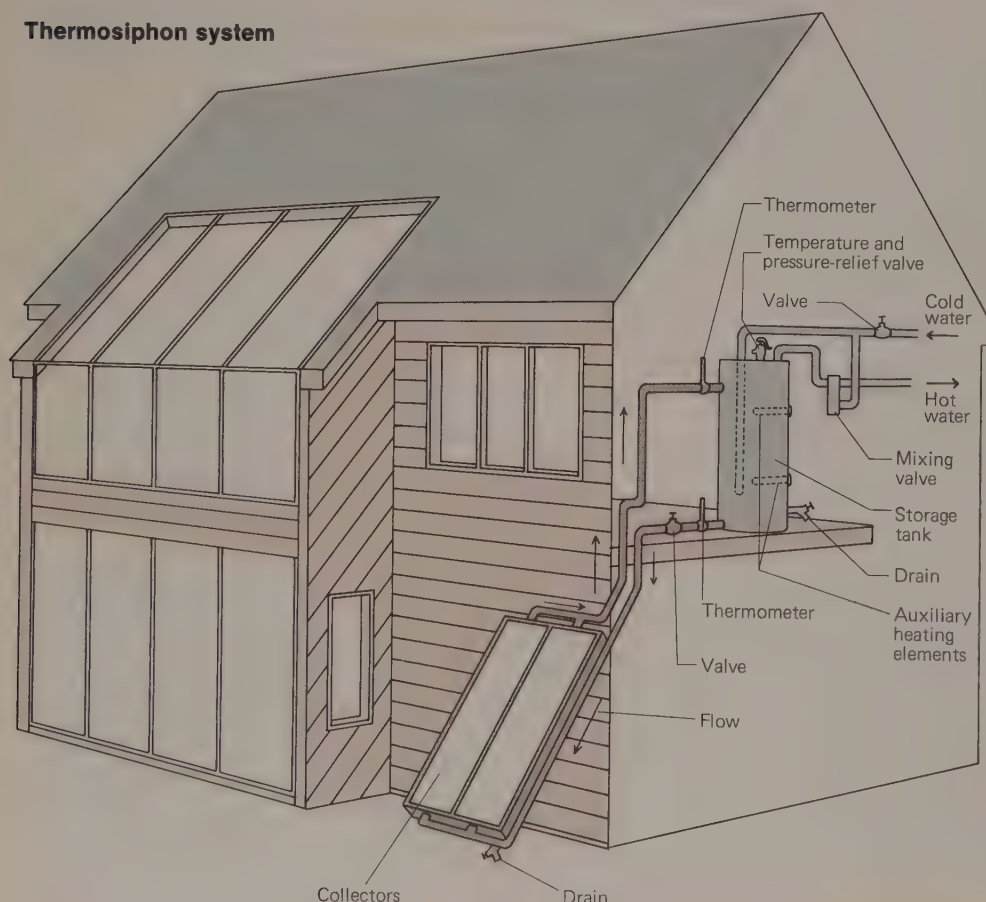 Thermosiphon system
Thermometer
Temperature and
pressure-relief valve
Valve
Cold
water
Hot
water
Mixing
valve
Storage
tank
Drain
Auxiliary
heating
elements
Thermometer
Valve
Flow
Collectors
Drain